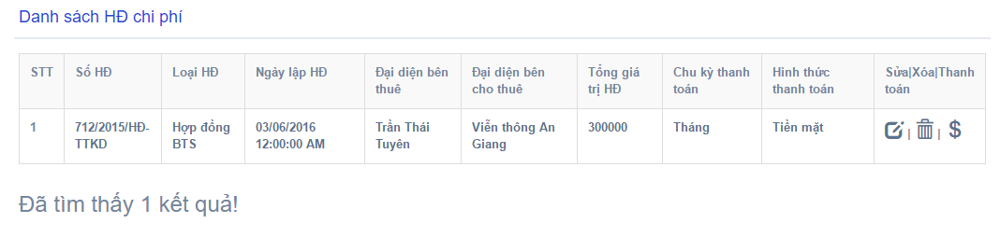 Danh sách HĐ chi phí
STT Số HĐ Loại HĐ Ngày lập HĐ Đại diện bên Đại diện bên Tổng giá Chu kỳ thanh Hình thức Sửa|Xóa|Thanh
thuê cho thuê trị HĐ toán thanh toán toán
1 712/2015/HĐ- Hợp đồng 03/06/2016 Trần Thái Viễn thông An 300000 Tháng Tiền mặt | | $
TTKD BTS 12:00:00 AM Tuyên Giang
Đã tìm thấy 1 kết quả!